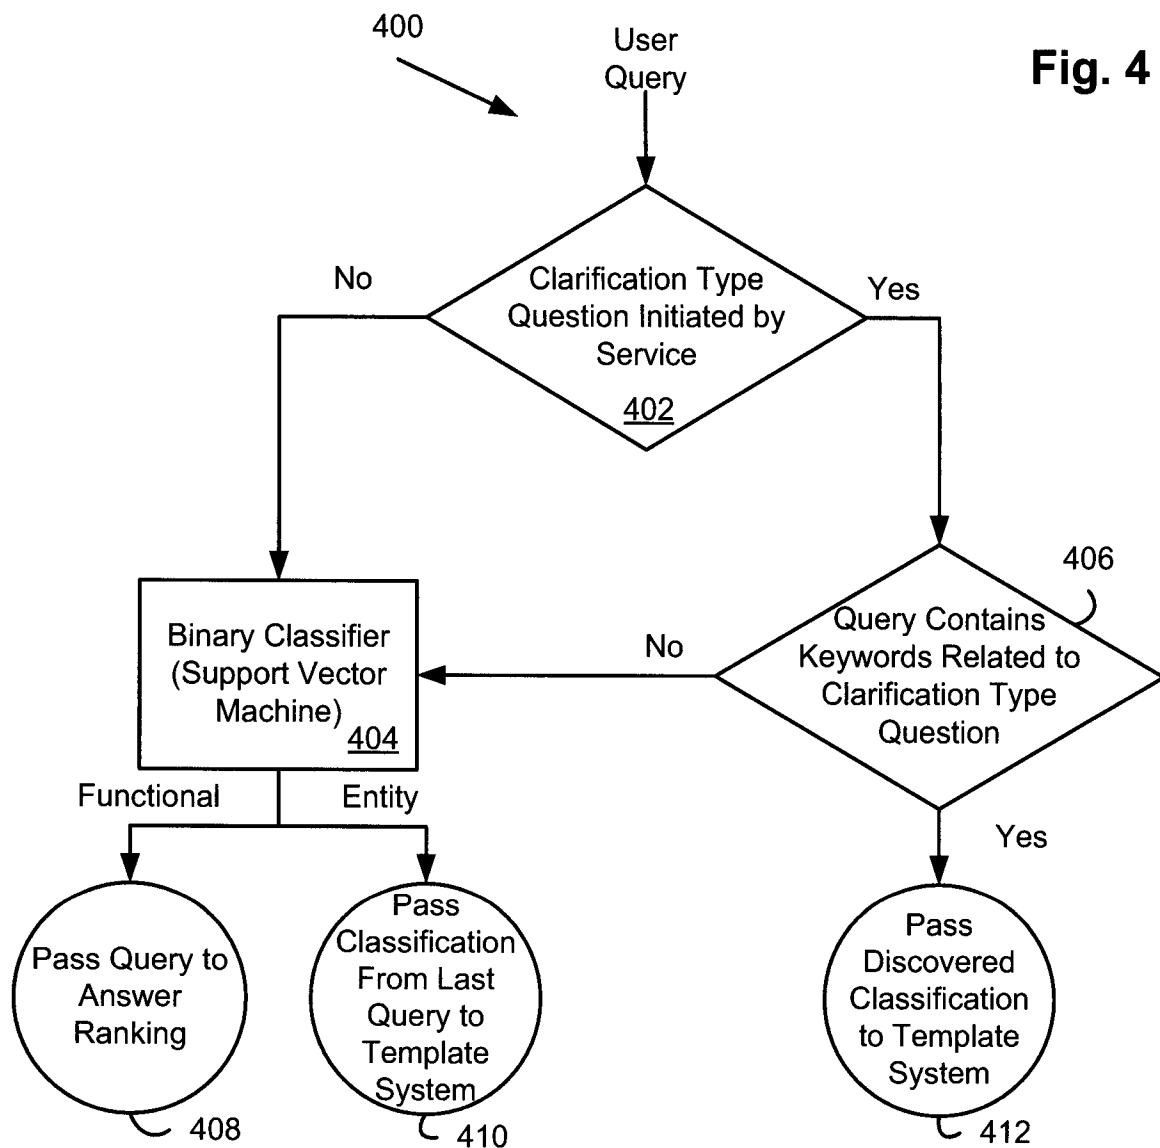 400
User
Query
Fig. 4
No
Clarification Type
Question Initiated by
Service
402
Yes
406
Binary Classifier
(Support Vector
Machine)
404
No
Query Contains
Keywords Related to
Clarification Type
Question
Functional
Entity
Yes
Pass Query to
Answer
Ranking
Pass
Classification
From Last
Query to
Template
System
Pass
Discovered
Classification
to Template
System
408
410
412